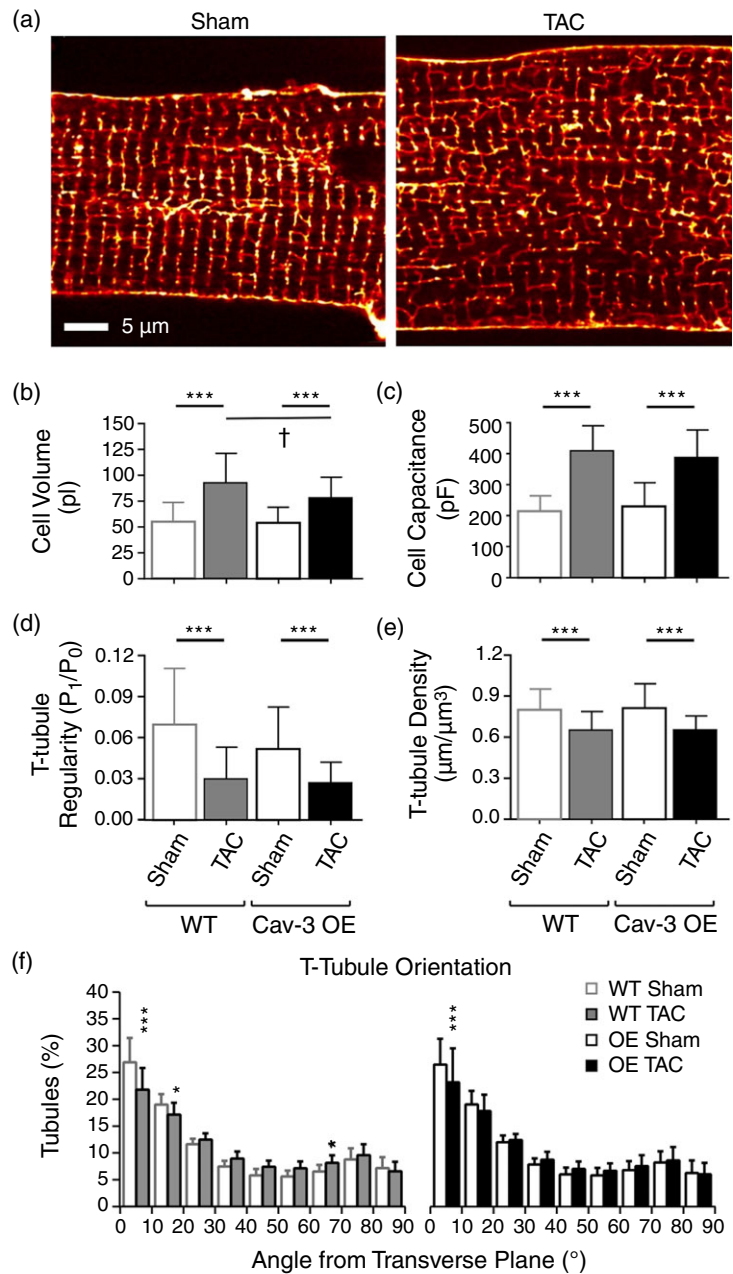 (a) Sham TAC
5 µm
(b) *** *** (c) *** ***
†
Cell Volume (pl)
150
125
100
75
50
25
0
Cell Capacitance (pF)
500
400
300
200
100
0
(d) *** *** (e) *** ***
T-tubule Regularity (P₁/P₀)
0.12
0.09
0.06
0.03
0.00
T-tubule Density (µm/µm³)
1.2
0.9
0.6
0.3
0.0
Sham TAC Sham TAC Sham TAC Sham TAC
WT Cav-3 OE WT Cav-3 OE
(f) T-Tubule Orientation
WT Sham
WT TAC
OE Sham
OE TAC
*** * * ***
Tubules (%)
40
35
30
25
20
15
10
5
0
0 10 20 30 40 50 60 70 80 90 0 10 20 30 40 50 60 70 80 90
Angle from Transverse Plane (°)